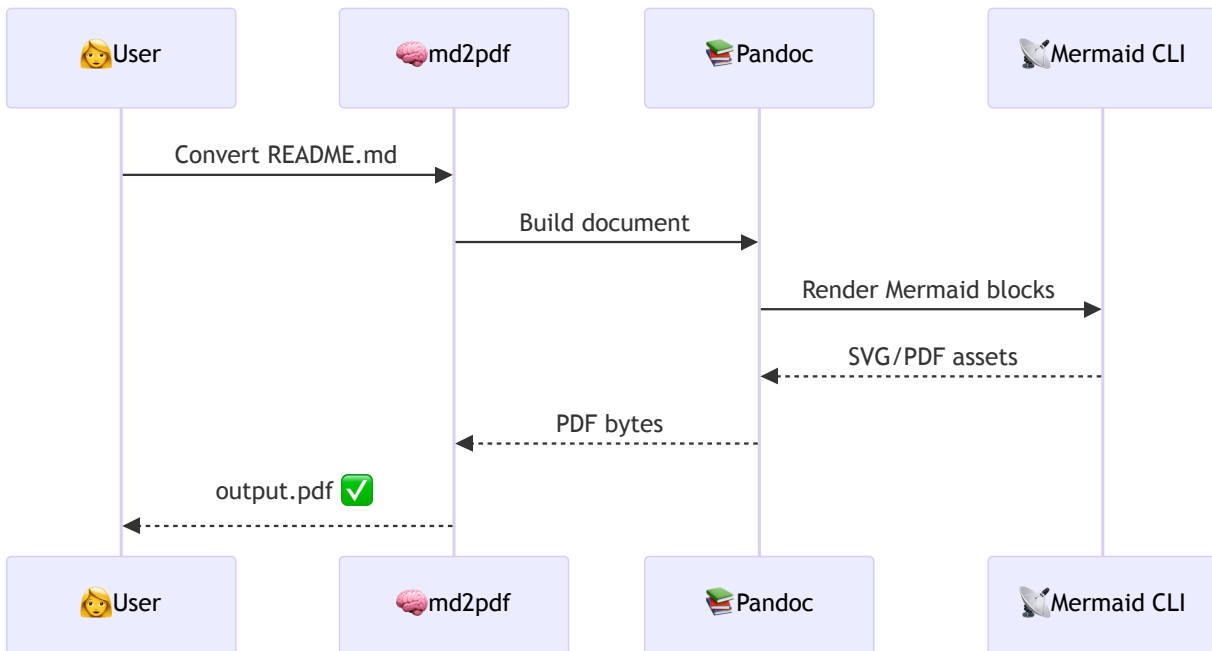 👩User
🧠md2pdf
📚Pandoc
📡Mermaid CLI
Convert README.md
Build document
Render Mermaid blocks
SVG/PDF assets
PDF bytes
output.pdf ✅
👩User
🧠md2pdf
📚Pandoc
📡Mermaid CLI